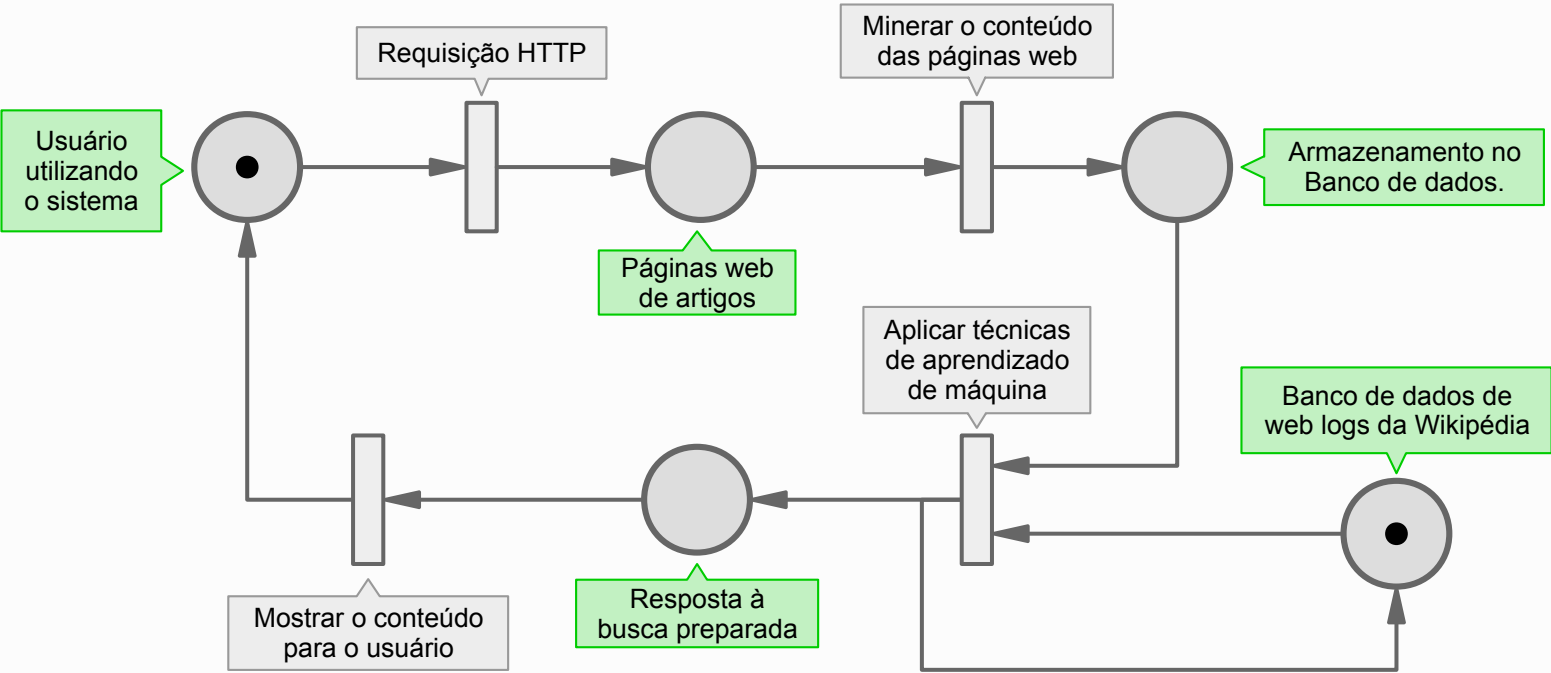 Requisição HTTP
Minerar o conteúdo
das páginas web
Usuário
utilizando
o sistema
Armazenamento no
Banco de dados.
Páginas web
de artigos
Aplicar técnicas
de aprendizado
de máquina
Banco de dados de
web logs da Wikipédia
Mostrar o conteúdo
para o usuário
Resposta à
busca preparada